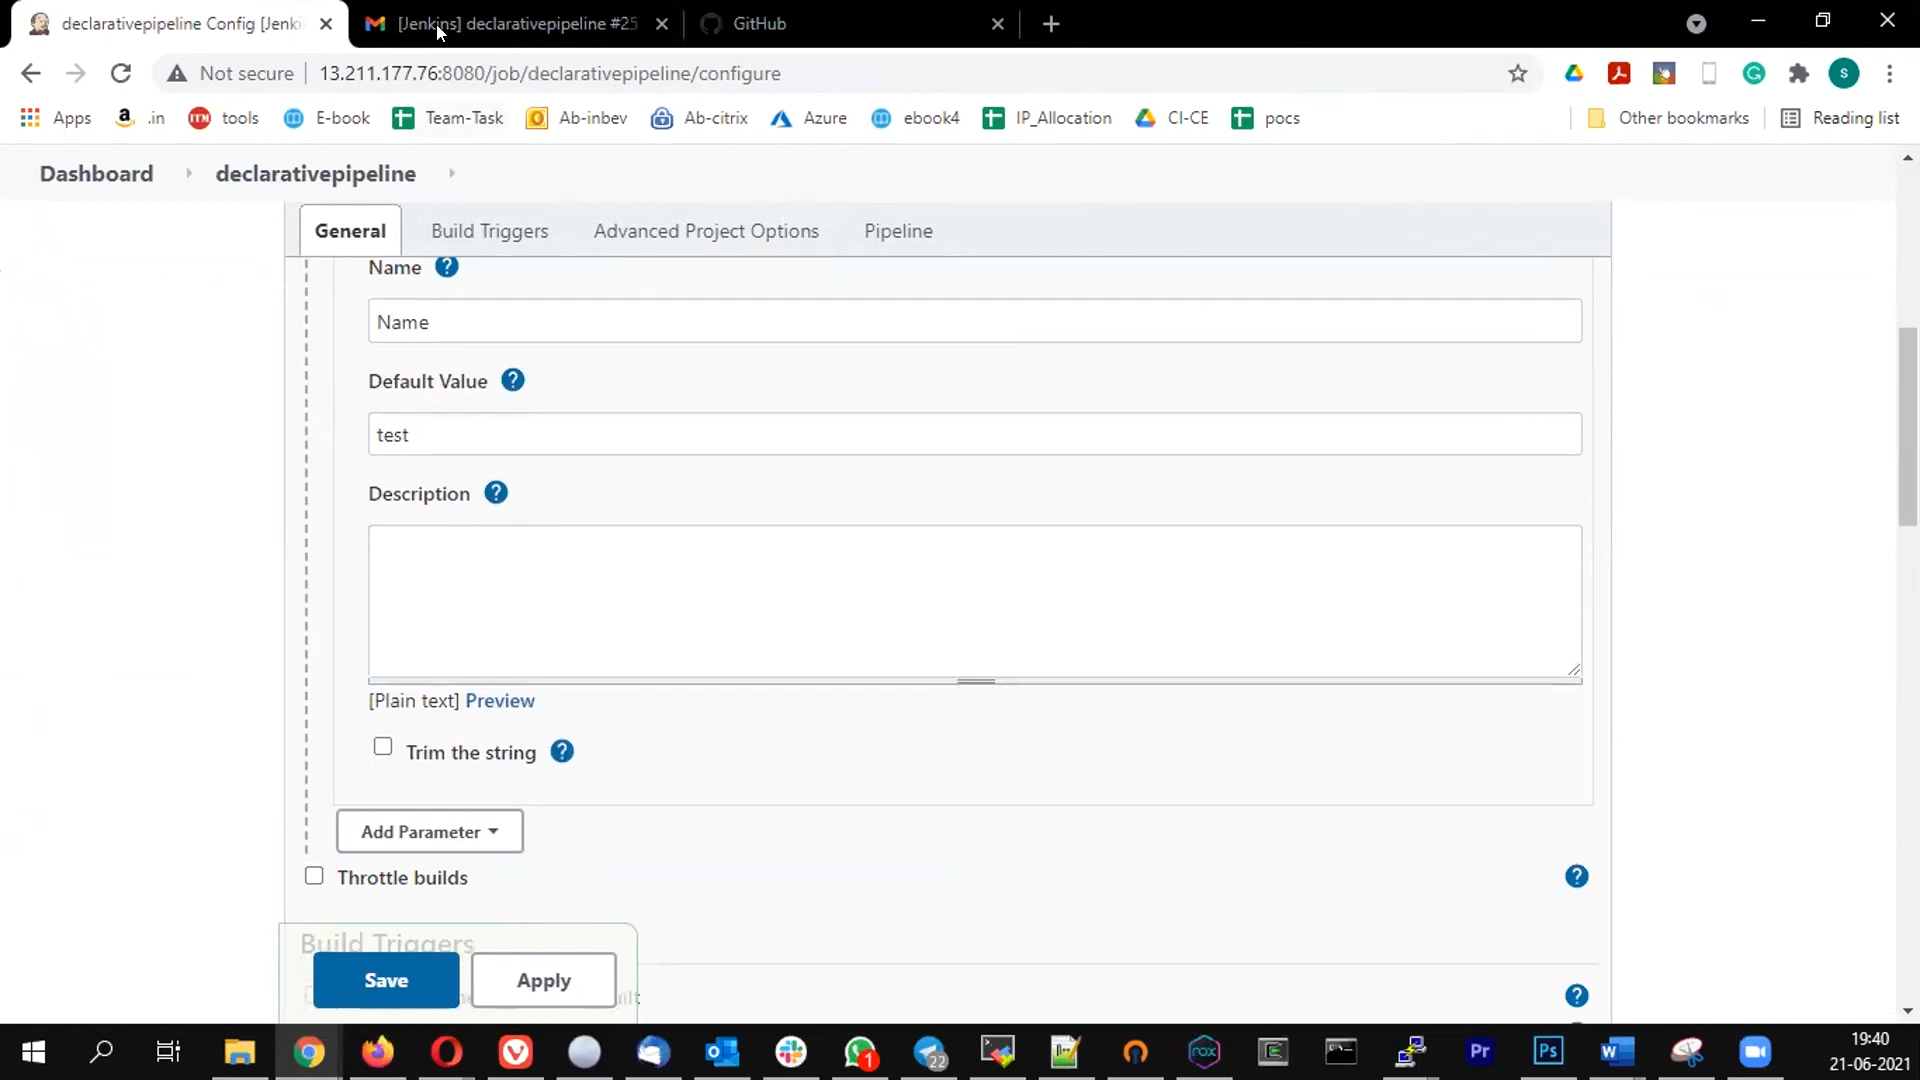 declarativepipeline Config [Jenki
[Jenkins] declarativepipeline #25
GitHub
Not secure
13.211.177.76:8080/job/declarativepipeline/configure
Apps
.in
tools
E-book
Team-Task
Ab-inbev
Ab-citrix
Azure
ebook4
IP_Allocation
CI-CE
pocs
Other bookmarks
Reading list
Dashboard
declarativepipeline
General
Build Triggers
Advanced Project Options
Pipeline
Name
Name
Default Value
test
Description
[Plain text] Preview
Trim the string
Add Parameter
Throttle builds
Build Triggers
Save
Apply
19:40
21-06-2021